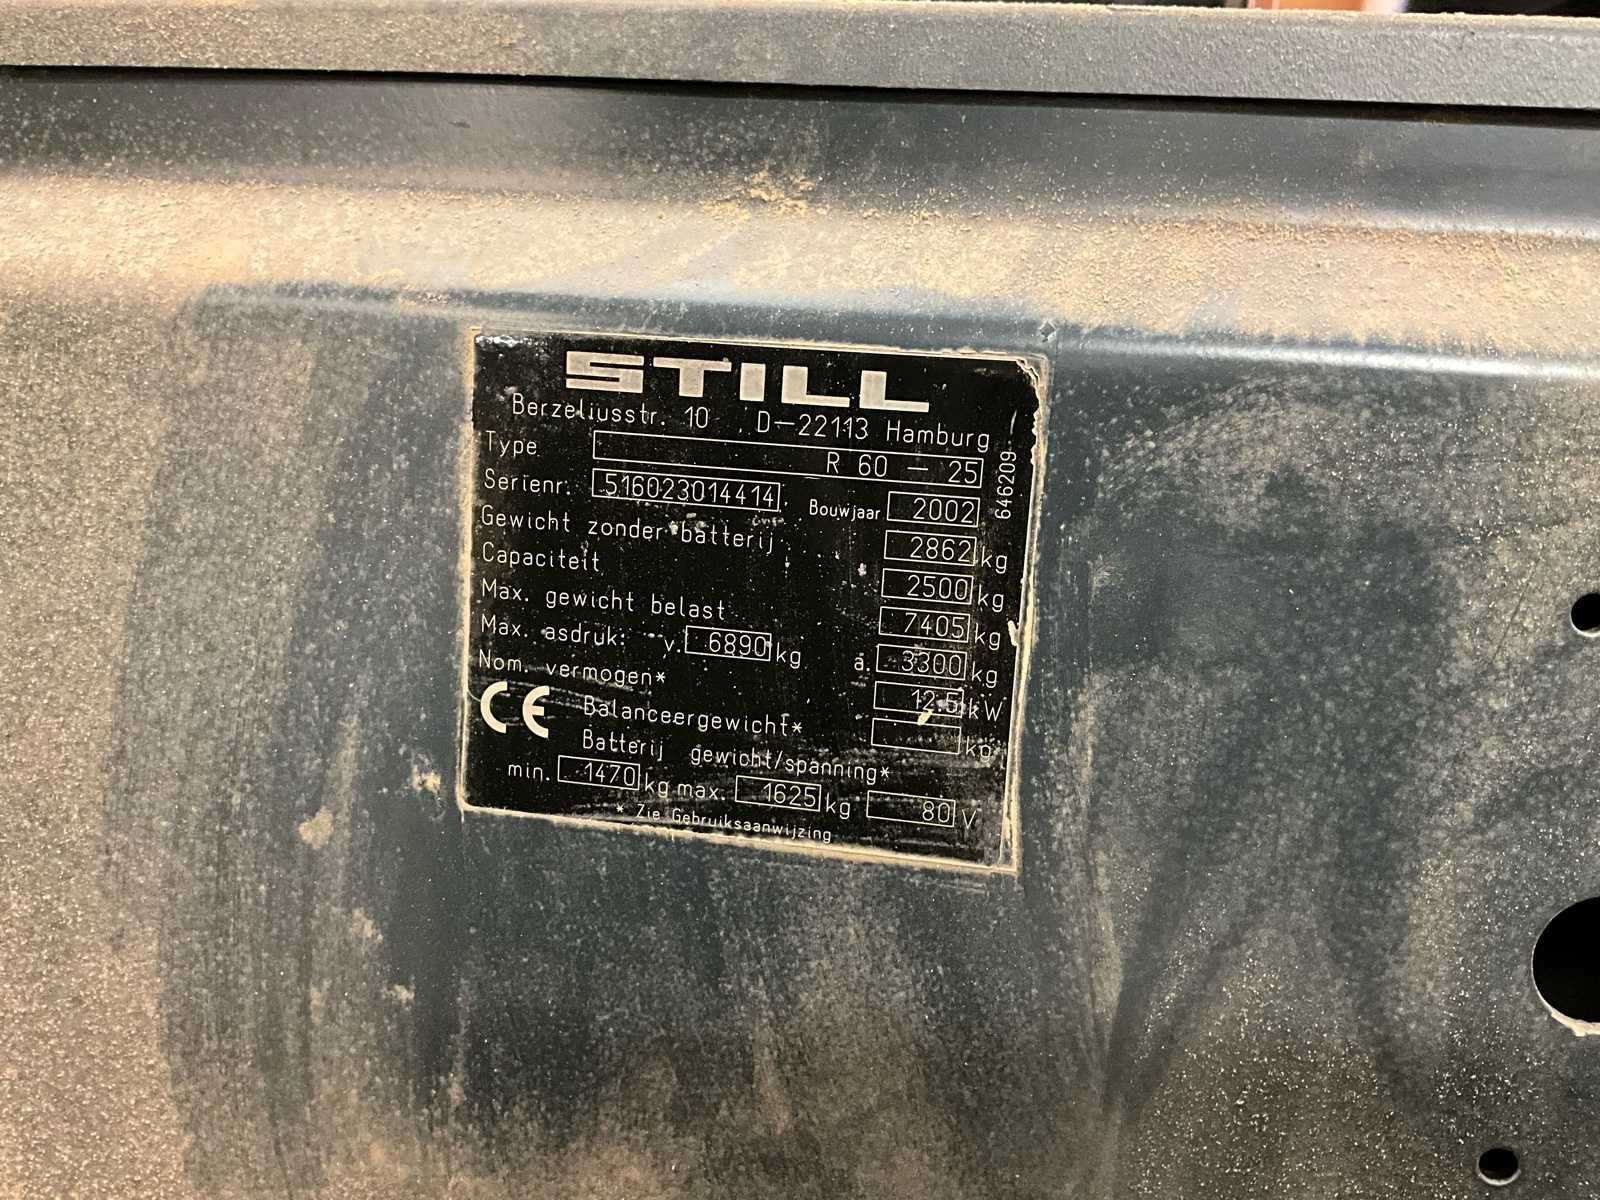 STILL
Berzeliusstr. 10 D-22113 Hamburg
Type R 60 - 25
646209
Serienr. 516023014414 Bouwjaar 2002
Gewicht zonder batterij 2862 kg
Capaciteit 2500 kg
Max. gewicht belast 7405 kg
Max. asdruk: v. 6890 kg a. 3300 kg
Nom. vermogen* 12.5 kW
CE Balanceergewicht* kg
Batterij gewicht/spanning*
min. 1470 kg max. 1625 kg 80 V
* Zie Gebruiksaanwijzing